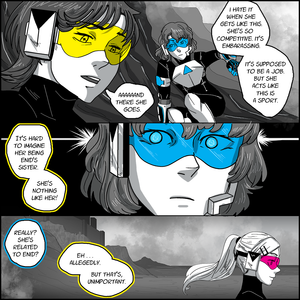 I HATE IT
WHEN SHE
GETS LIKE THIS.
SHE'S SO
COMPETITIVE. IT'S
EMBARASSING.
IT'S SUPPOSED
TO BE A JOB.
BUT SHE
ACTS LIKE
THIS IS
A SPORT.
AAAAAND
THERE SHE
GOES.
IT'S HARD
TO IMAGINE
HER BEING
ENID'S
SISTER.
SHE'S
NOTHING
LIKE HER!
REALLY?
SHE'S
RELATED
TO ENID?
EH . . .
ALLEGEDLY.
BUT THAT'S,
UNIMPORTANT.